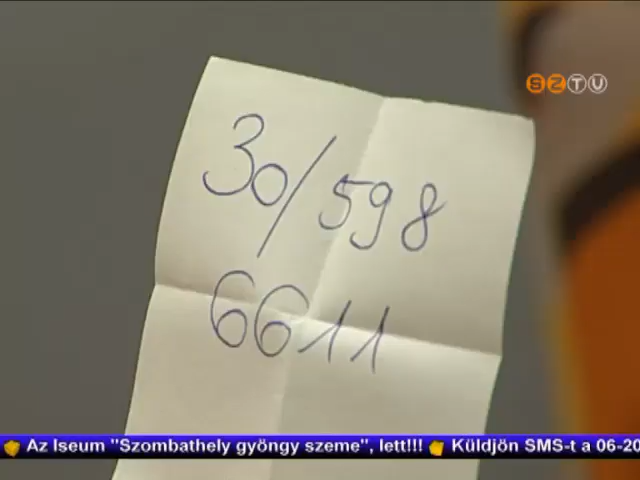 SZTV
30/598
6611
Az Iseum "Szombathely gyöngy szeme", lett!!! Küldjön SMS-t a 06-20